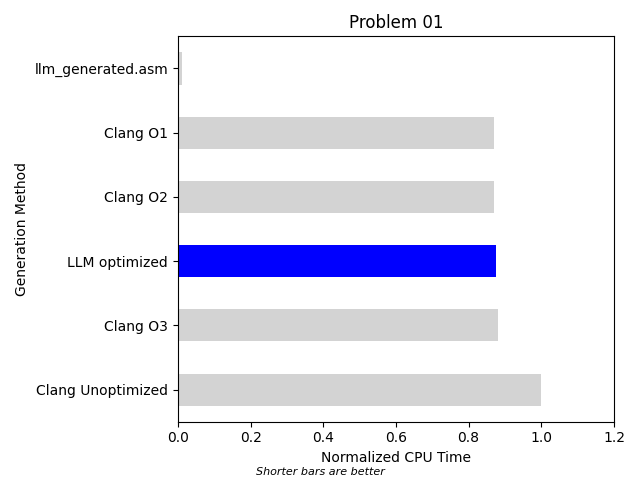 Problem 01
llm_generated.asm
Clang O1
Clang O2
LLM optimized
Clang O3
Clang Unoptimized
Generation Method
0.0 0.2 0.4 0.6 0.8 1.0 1.2
Normalized CPU Time
Shorter bars are better